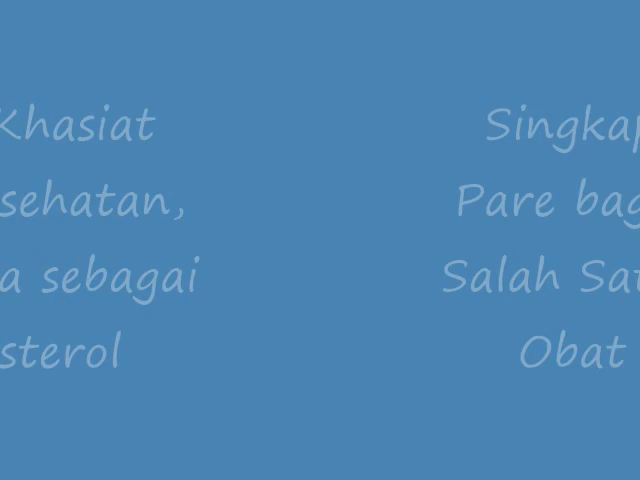 Khasiat
sehatan,
a sebagai
sterol
Singkap
Pare bag
Salah Sat
Obat